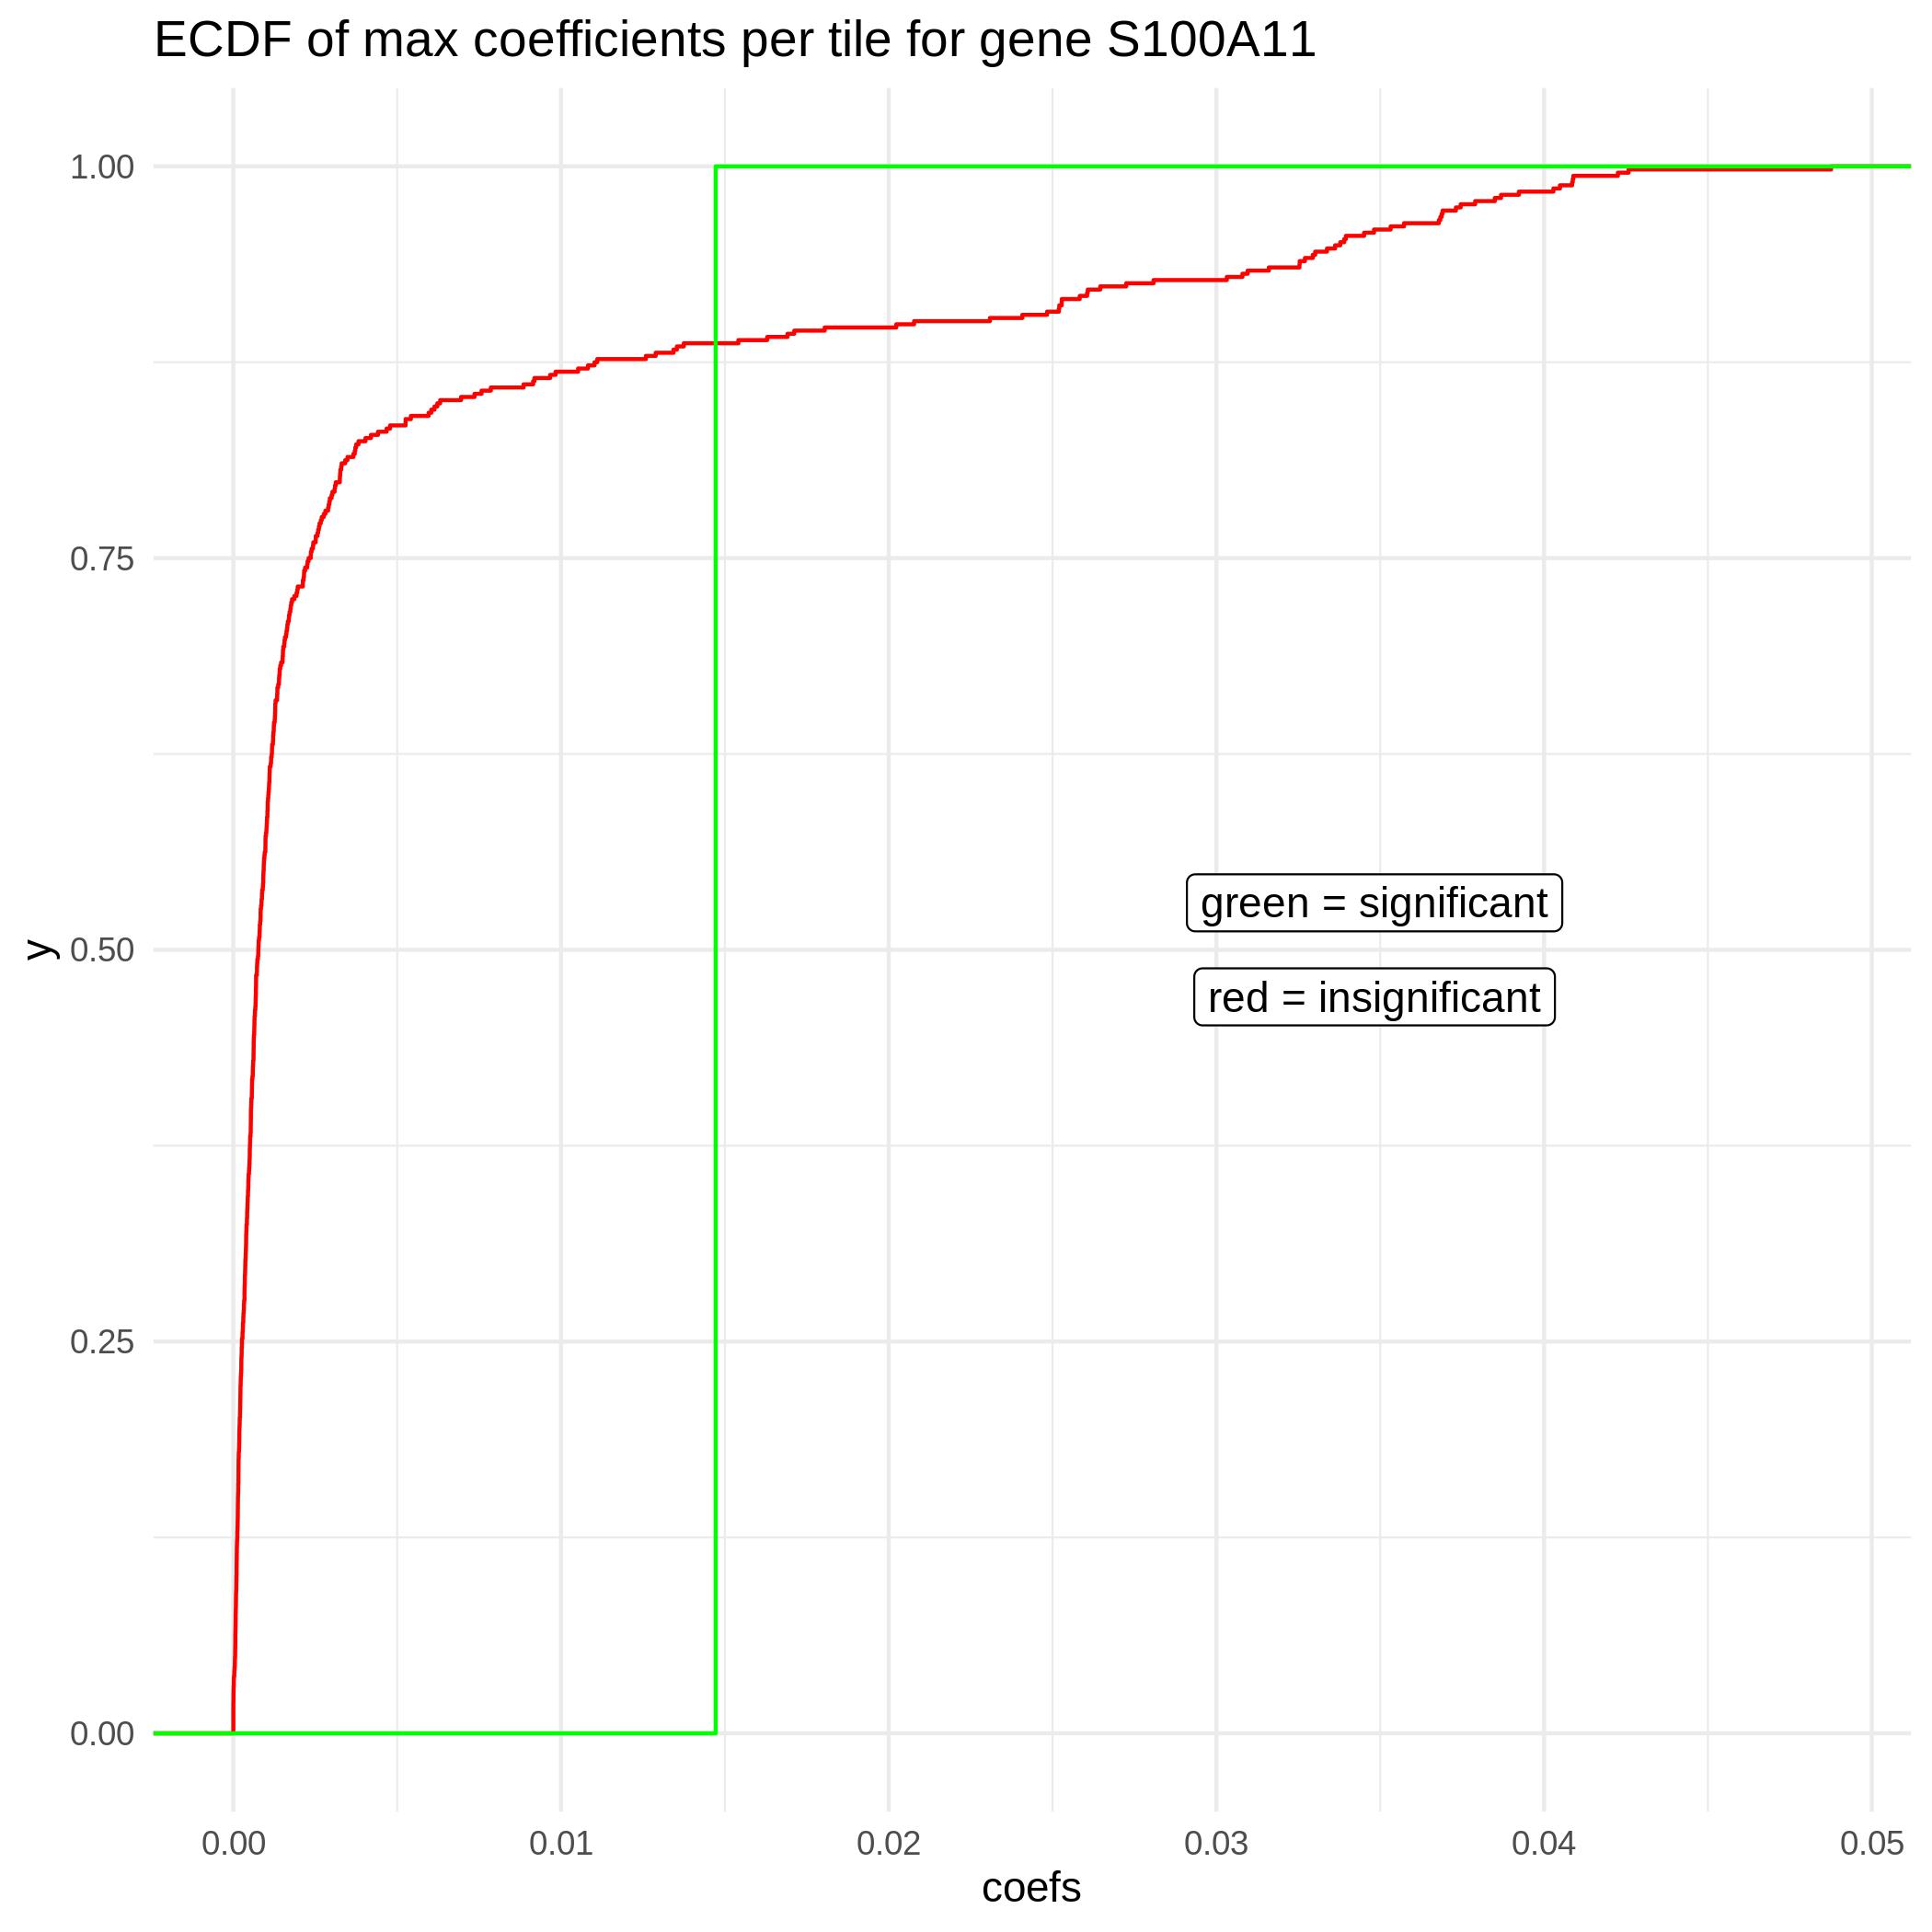 ECDF of max coefficients per tile for gene S100A11
1.00
0.75
0.50
0.25
0.00
y
green = significant
red = insignificant
0.00 0.01 0.02 0.03 0.04 0.05
coefs